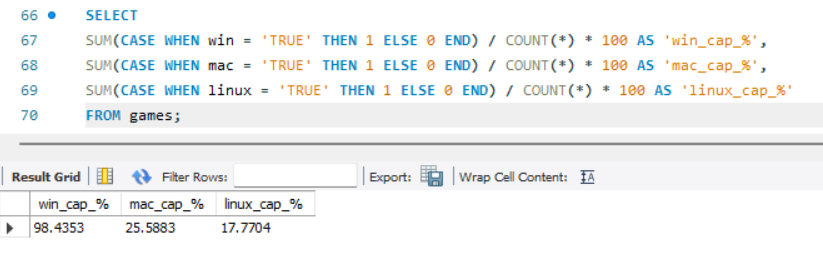 66 SELECT
67 SUM(CASE WHEN win = 'TRUE' THEN 1 ELSE 0 END) / COUNT(*) * 100 AS 'win_cap_%',
68 SUM(CASE WHEN mac = 'TRUE' THEN 1 ELSE 0 END) / COUNT(*) * 100 AS 'mac_cap_%',
69 SUM(CASE WHEN linux = 'TRUE' THEN 1 ELSE 0 END) / COUNT(*) * 100 AS 'linux_cap_%'
70 FROM games;
Result Grid Filter Rows: Export: Wrap Cell Content: IA
win_cap_% mac_cap_% linux_cap_%
98.4353 25.5883 17.7704